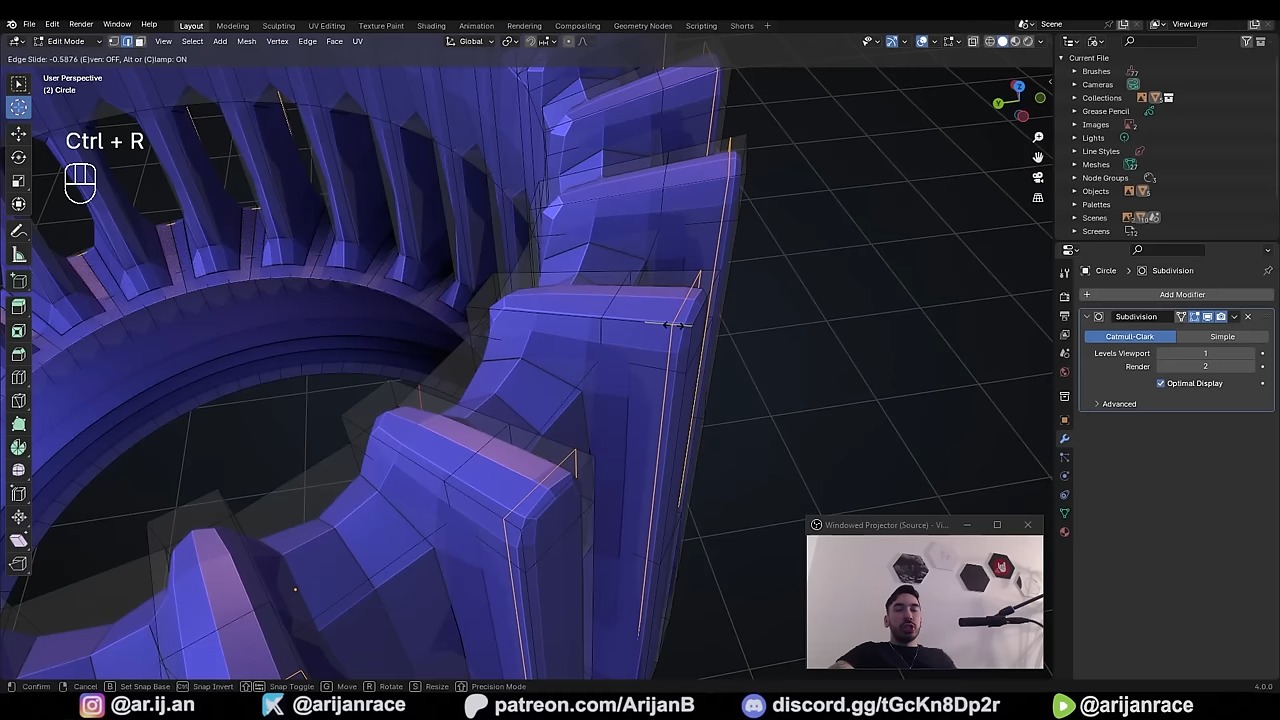 File Edit Render Window Help Layout Modeling Sculpting UV Editing Texture Paint Shading Animation Rendering Compositing Geometry Nodes Scripting Shorts + Scene ViewLayer
Edit Mode View Select Add Mesh Vertex Edge Face UV Global
Edge Slide: -0.5876 (E)ven: OFF, Alt or (C)lamp: ON
User Perspective
(2) Circle
Ctrl + R
Z
Y
Current File
Brushes
Cameras
Collections
Grease Pencil
Images
Lights
Line Styles
Meshes
Node Groups
Objects
Palettes
Scenes
Screens
Circle > Subdivision
Add Modifier
Subdivision
Catmull-Clark Simple
Levels Viewport 1
Render 2
Optimal Display
Advanced
Windowed Projector (Source) - Vi...
Confirm Cancel B Set Snap Base Snap Invert Snap Toggle G Move R Rotate S Resize Precision Mode 4.0.0
@ar.ij.an @arijanrace patreon.com/ArijanB discord.gg/tGcKn8Dp2r @arijanrace